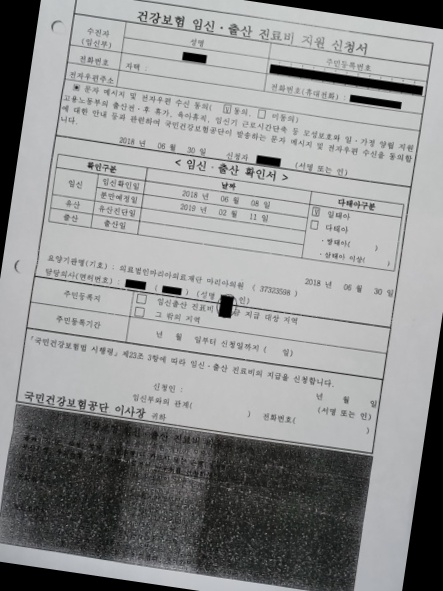 건강보험 임신·출산 진료비 지원 신청서
수진자
(임신부)
성명
주민등록번호
전화번호
자택 :
전화번호(휴대전화) :
전자우편주소
▣ 문자 메시지 및 전자우편 수신 동의( ☑ 동의, □ 미동의)
고용노동부의 출산전·후 휴가, 육아휴직, 임신기 근로시간단축 등 모성보호와 일·가정 양립 지원
에 대한 안내 등과 관련하여 국민건강보험공단이 발송하는 문자 메시지 및 전자우편 수신을 동의합
니다.
2018 년 06 월 30 일 신청자 (서명 또는 인)
< 임신·출산 확인서 >
확인구분 날짜 다태아구분
임신 임신확인일 2018 년 06 월 08 일 ☑ 일태아
분만예정일 2019 년 02 월 11 일 □ 다태아
유산 유산진단일 · 쌍태아( )
출산 출산일 · 삼태아 이상( )
2018 년 06 월 30 일
요양기관명(기호) : 의료법인마리아의료재단 마리아의원 ( 37323598 )
담당의사(면허번호) : ( ) (서명 인)
주민등록지 □ 임신출산 진료비 지급 대상 지역
□ 그 밖의 지역
주민등록기간 년 월 일부터 신청일까지 ( 일)
「국민건강보험법 시행령」 제23조 3항에 따라 임신·출산 진료비의 지급을 신청합니다.
년 월 일
신청인 : (서명 또는 인)
임신부와의 관계( ) 전화번호( )
국민건강보험공단 이사장 귀하